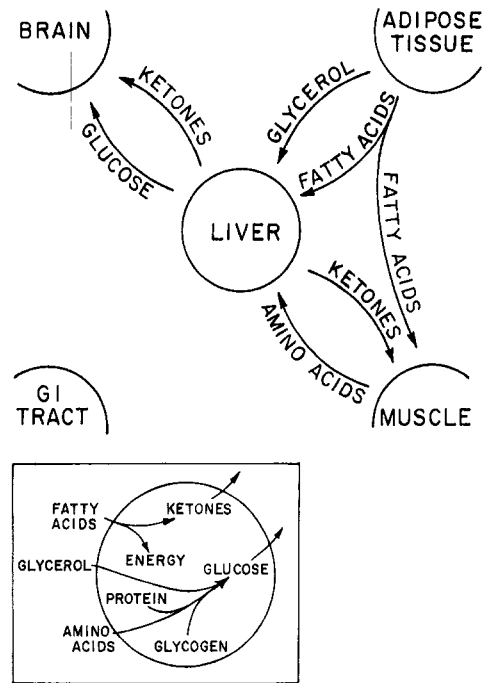 BRAIN
ADIPOSE
TISSUE
KETONES
GLUCOSE
GLYCEROL
FATTY ACIDS
FATTY ACIDS
LIVER
KETONES
AMINO ACIDS
GI
TRACT
MUSCLE
FATTY
ACIDS
KETONES
ENERGY
GLYCEROL
GLUCOSE
PROTEIN
AMINO
ACIDS
GLYCOGEN